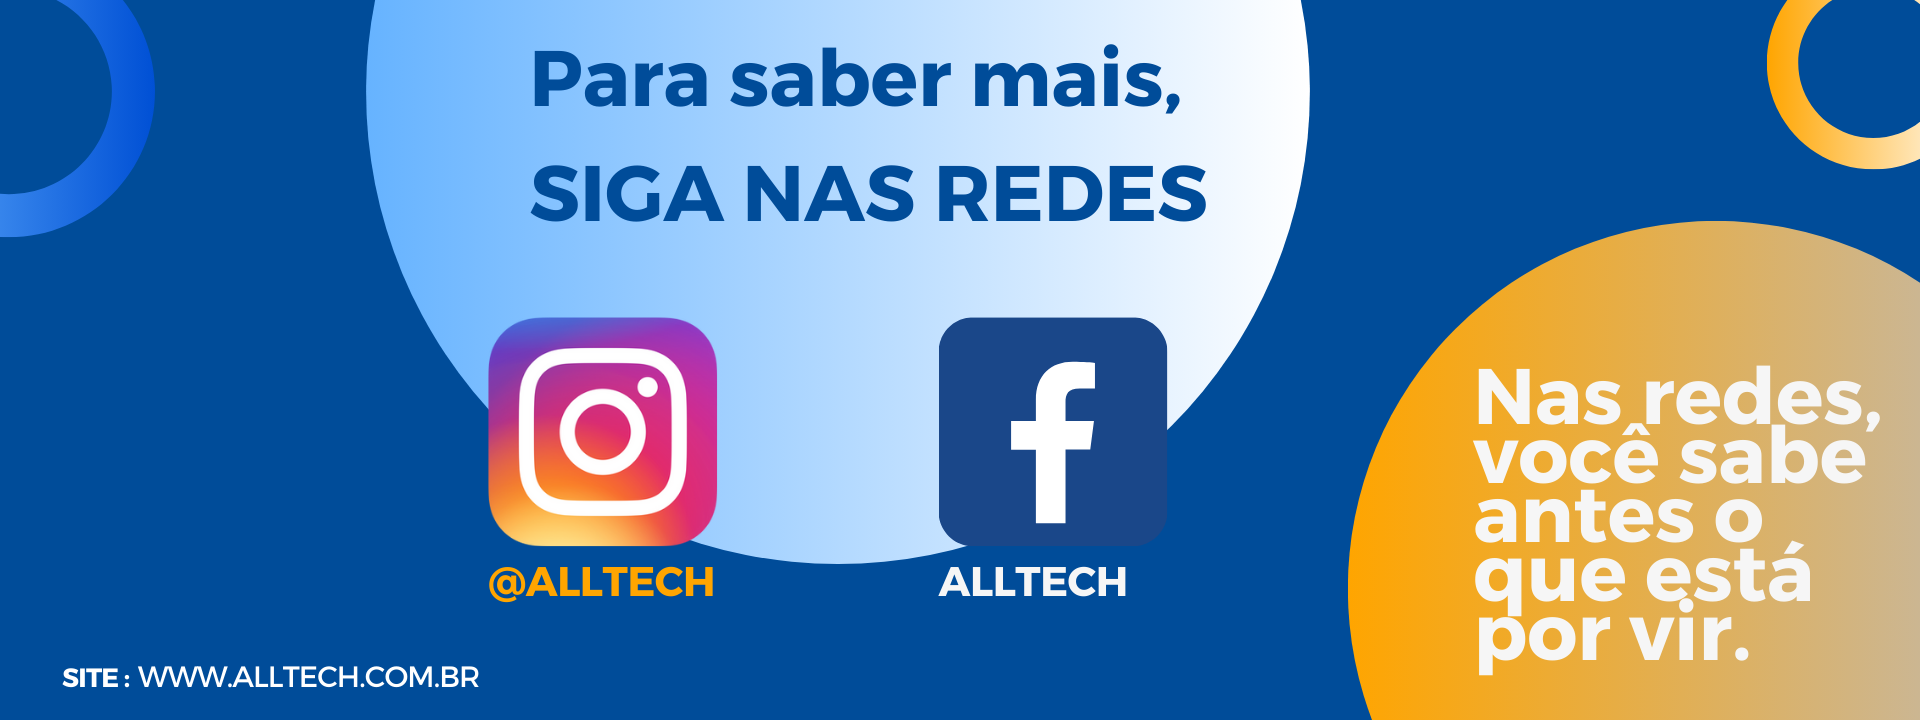 Para saber mais,
SIGA NAS REDES
@ALLTECH
ALLTECH
Nas redes,
você sabe
antes o
que está
por vir.
SITE : WWW.ALLTECH.COM.BR